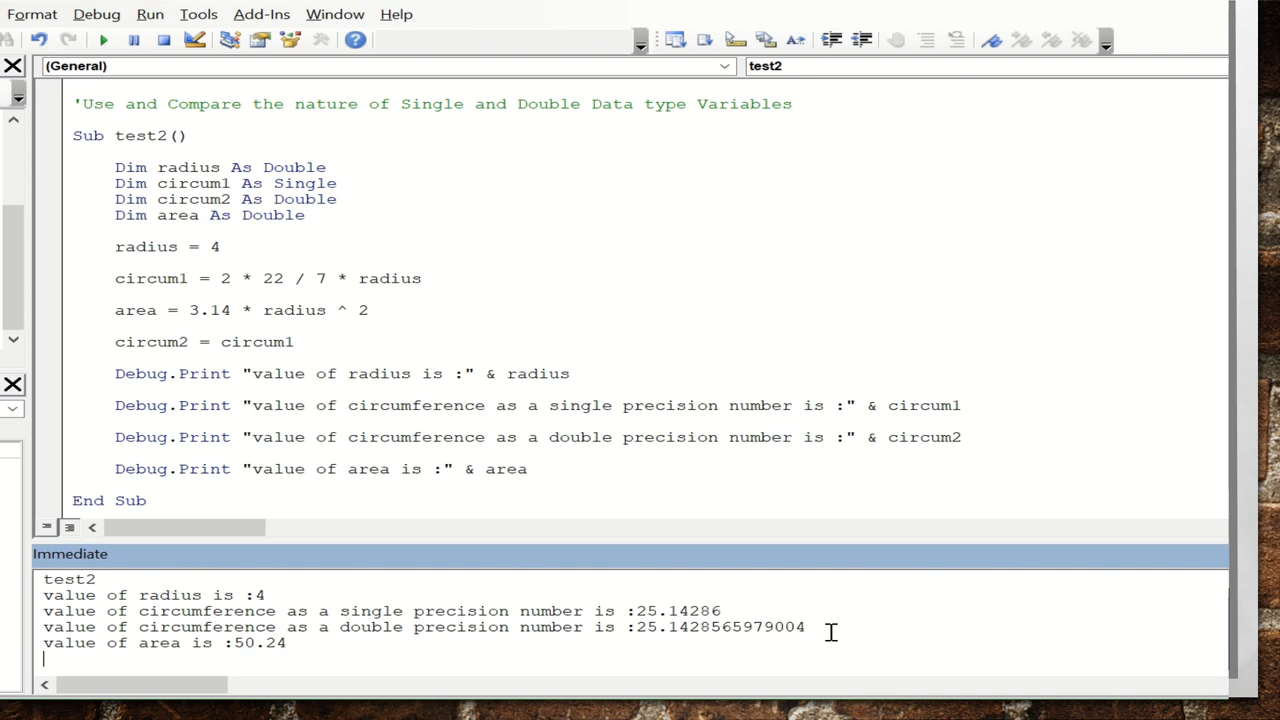 Format Debug Run Tools Add-Ins Window Help
(General) test2
'Use and Compare the nature of Single and Double Data type Variables
Sub test2()
Dim radius As Double
Dim circum1 As Single
Dim circum2 As Double
Dim area As Double
radius = 4
circum1 = 2 * 22 / 7 * radius
area = 3.14 * radius ^ 2
circum2 = circum1
Debug.Print "value of radius is :" & radius
Debug.Print "value of circumference as a single precision number is :" & circum1
Debug.Print "value of circumference as a double precision number is :" & circum2
Debug.Print "value of area is :" & area
End Sub
Immediate
test2
value of radius is :4
value of circumference as a single precision number is :25.14286
value of circumference as a double precision number is :25.1428565979004
value of area is :50.24